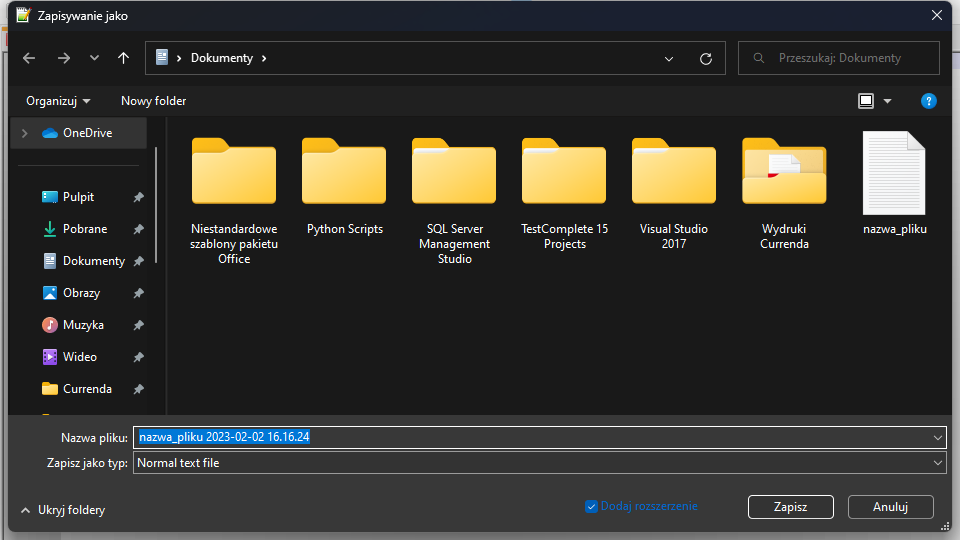 Zapisywanie jako
Dokumenty
Przeszukaj: Dokumenty
Organizuj
Nowy folder
OneDrive
Pulpit
Pobrane
Dokumenty
Obrazy
Muzyka
Wideo
Currenda
Niestandardowe
szablony pakietu
Office
Python Scripts
SQL Server
Management
Studio
TestComplete 15
Projects
Visual Studio
2017
Wydruki
Currenda
nazwa_pliku
Nazwa pliku: nazwa_pliku 2023-02-02 16.16.24
Zapisz jako typ: Normal text file
Ukryj foldery
Dodaj rozszerzenie
Zapisz
Anuluj